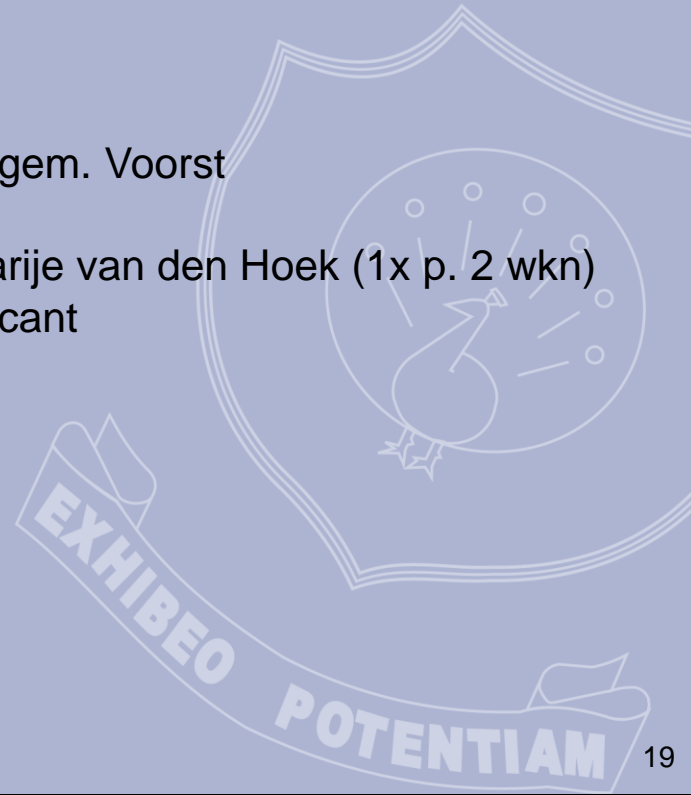 gem. Voorst
arije van den Hoek (1x p. 2 wkn)
cant
EXHIBEO POTENTIAM
19